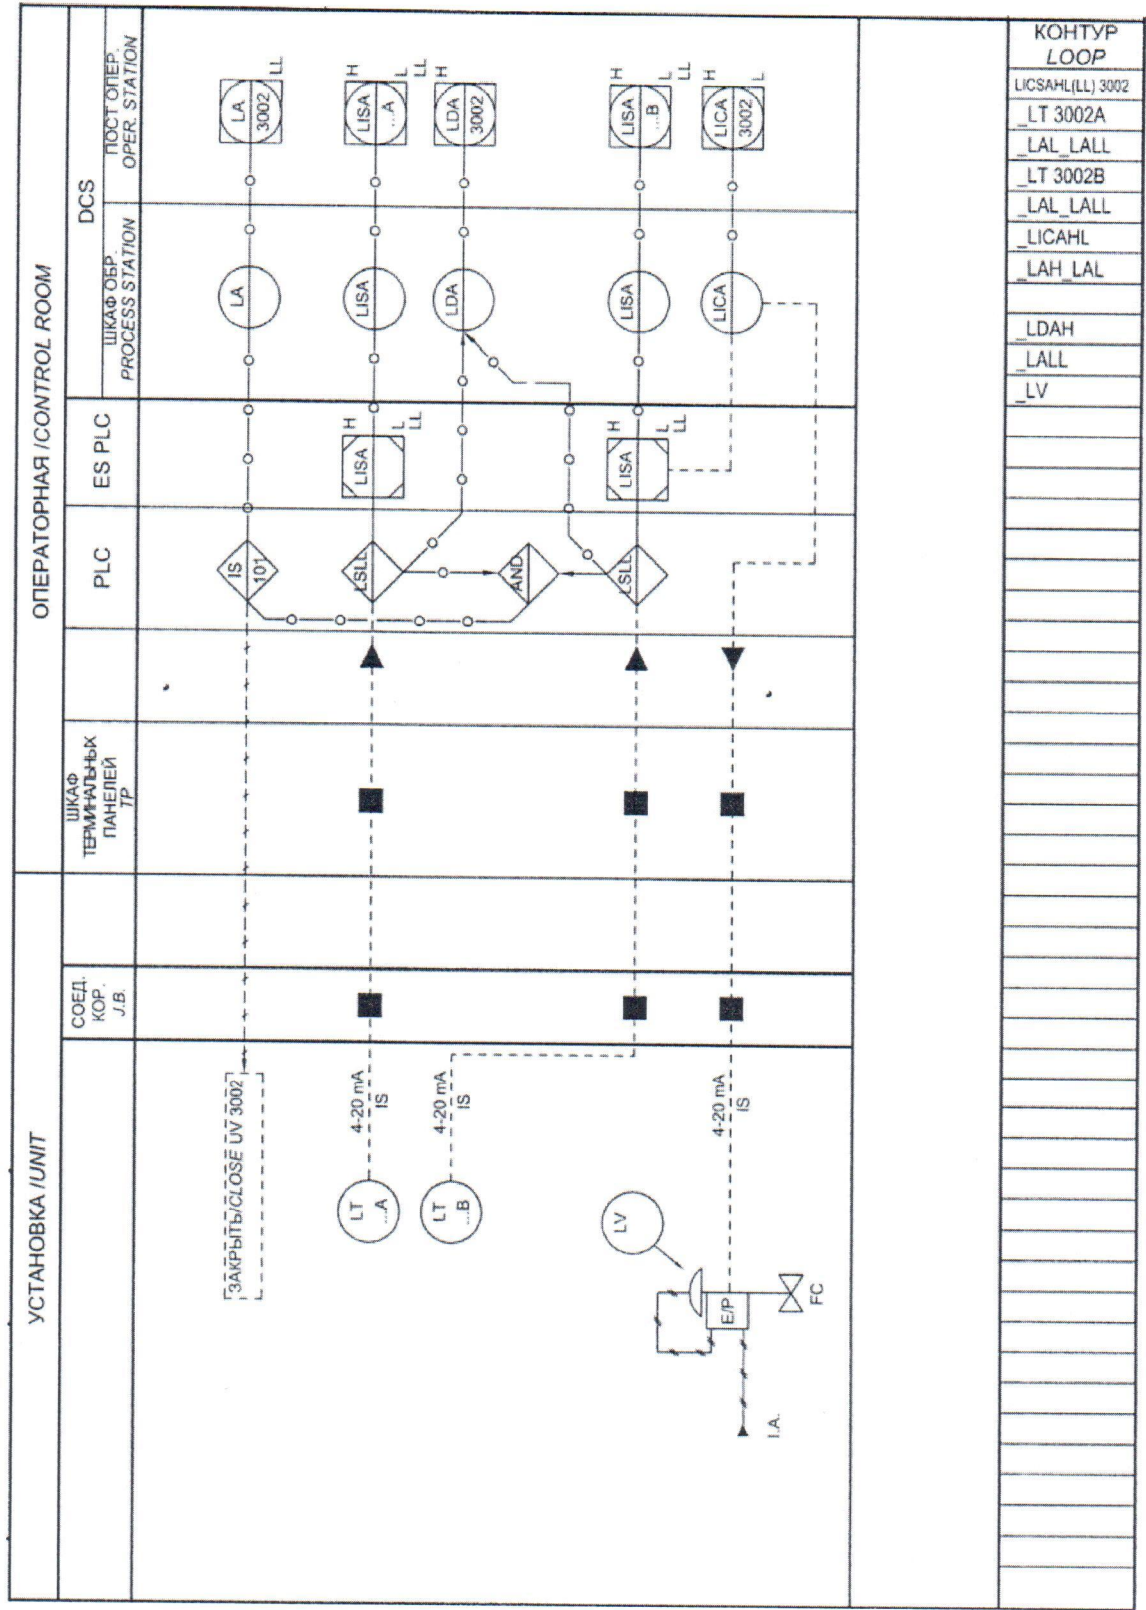 УСТАНОВКА /UNIT
ОПЕРАТОРНАЯ /CONTROL ROOM
СОЕД.
КОР.
J.B.
ШКАФ
ТЕРМИНАЛЬНЫХ
ПАНЕЛЕЙ
TP
PLC
ES PLC
DCS
ШКАФ ОБР.
PROCESS STATION
ПОСТ ОПЕР.
OPER. STATION
ЗАКРЫТЬ/CLOSE UV 3002
IS
101
LA
LA
3002
LL
LT
...A
4-20 mA
IS
LSLL
LISA
H
L
LL
LISA
LISA
...A
H
L
LL
LT
...B
4-20 mA
IS
AND
LDA
LDA
3002
H
LV
LSLL
LISA
H
L
LL
LISA
LISA
...B
H
L
LL
E/P
FC
I.A.
4-20 mA
IS
LICA
LICA
3002
H
L
КОНТУР
LOOP
LICSAHL(LL) 3002
_LT 3002A
_LAL_LALL
_LT 3002B
_LAL_LALL
_LICAHL
_LAH_LAL
_LDAH
_LALL
_LV